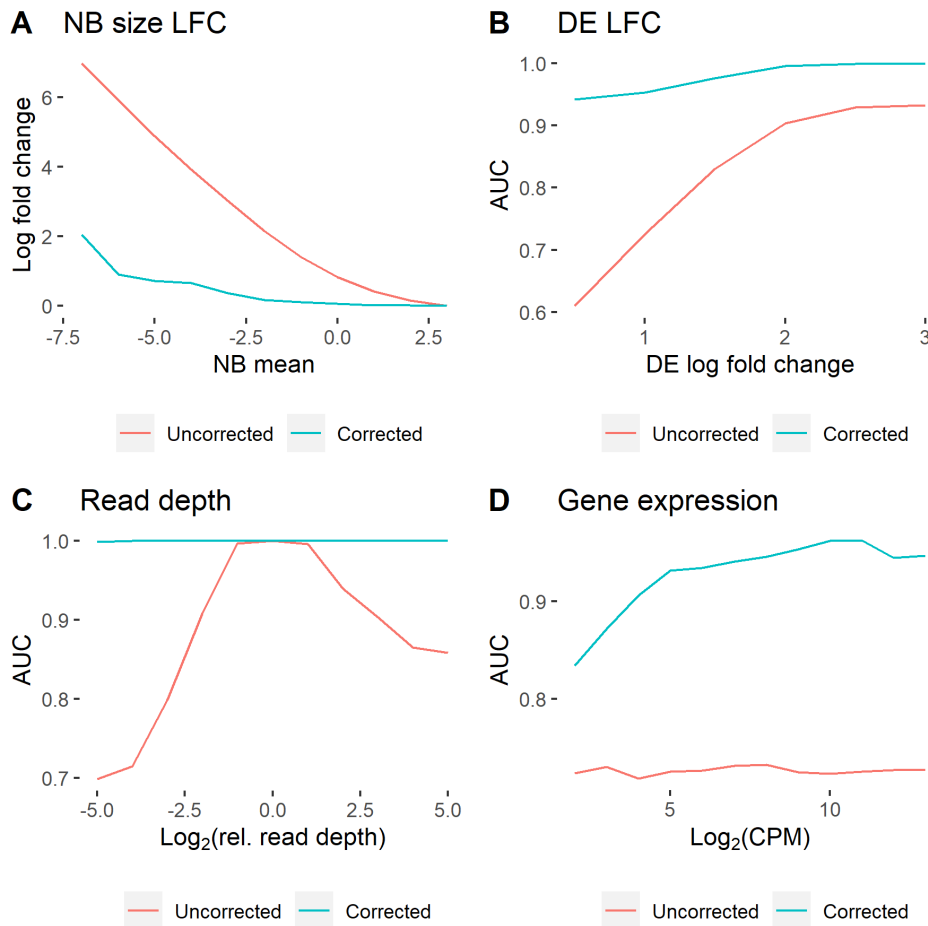 A NB size LFC
Log fold change
6
4
2
0
-7.5 -5.0 -2.5 0.0 2.5
NB mean
Uncorrected Corrected
B DE LFC
AUC
1.0
0.9
0.8
0.7
0.6
1 2 3
DE log fold change
Uncorrected Corrected
C Read depth
AUC
1.0
0.9
0.8
0.7
-5.0 -2.5 0.0 2.5 5.0
Log₂(rel. read depth)
Uncorrected Corrected
D Gene expression
AUC
0.9
0.8
5 10
Log₂(CPM)
Uncorrected Corrected